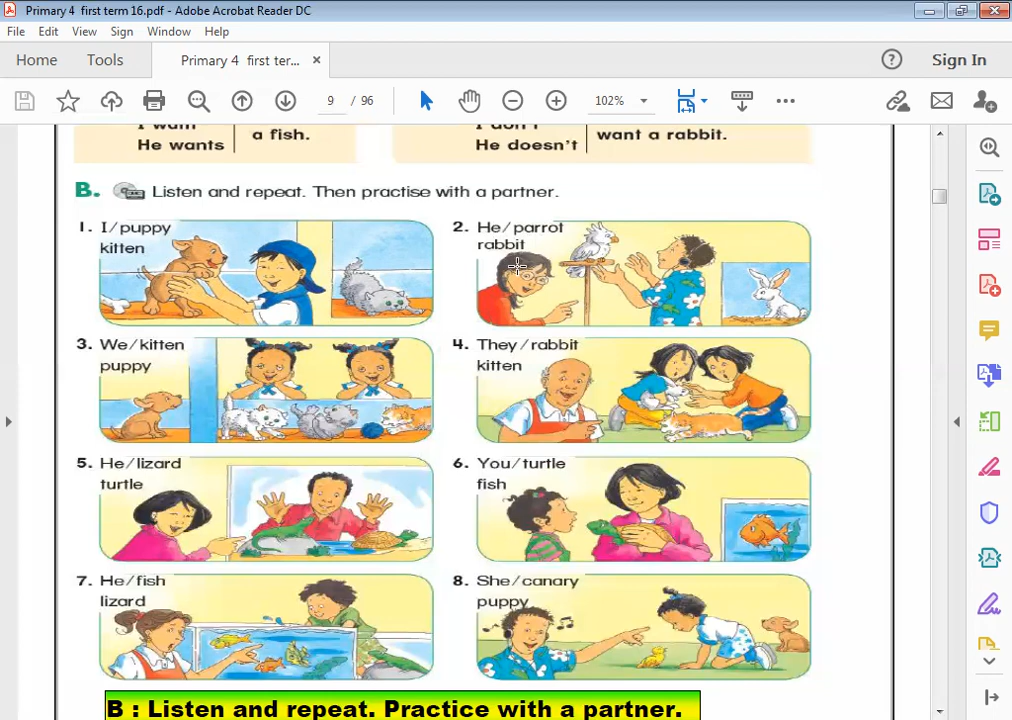 Primary 4 first term 16.pdf - Adobe Acrobat Reader DC
File Edit View Sign Window Help
Home Tools Primary 4 first ter... × ? Sign In
9 / 96 102%
I want
He wants a fish.
I don't
He doesn't want a rabbit.
B. Listen and repeat. Then practise with a partner.
1. I/puppy
kitten
2. He/parrot
rabbit
3. We/kitten
puppy
4. They/rabbit
kitten
5. He/lizard
turtle
6. You/turtle
fish
7. He/fish
lizard
8. She/canary
puppy
B : Listen and repeat. Practice with a partner.